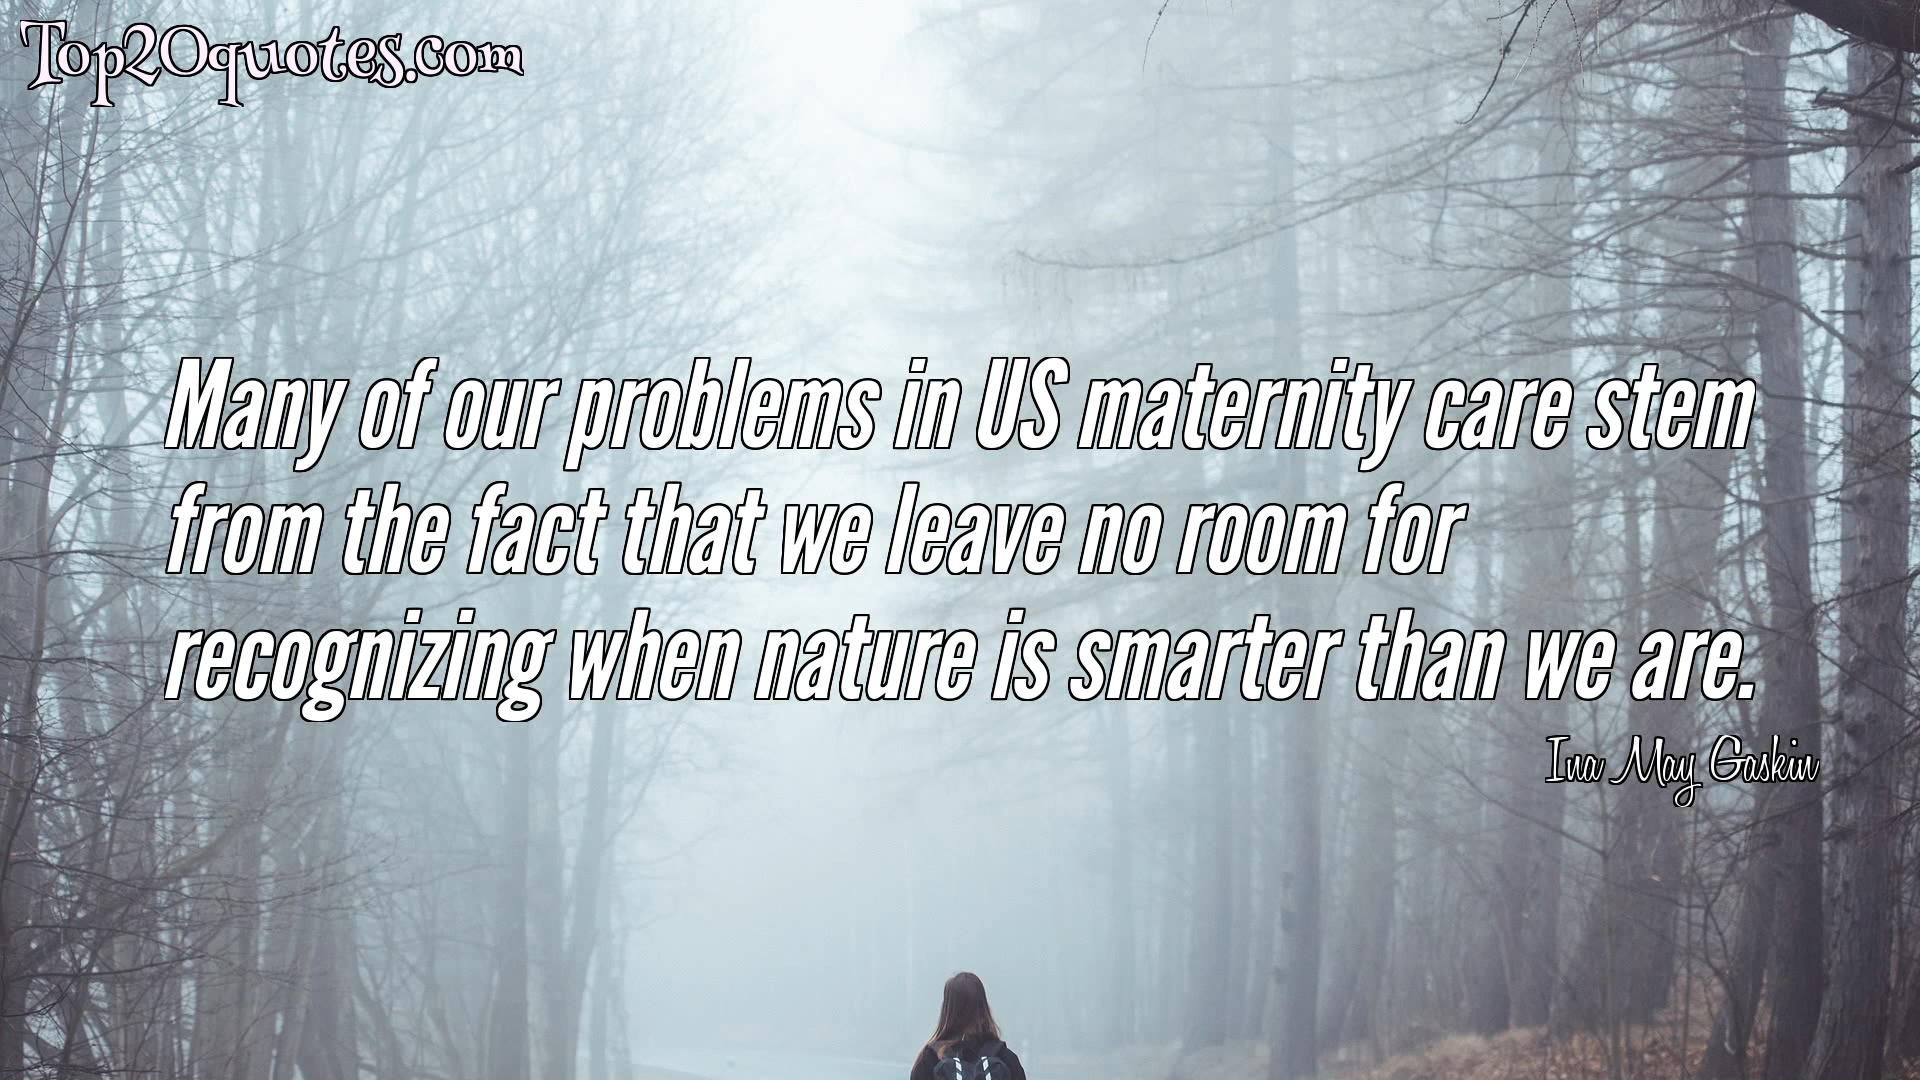 Top20quotes.com
Many of our problems in US maternity care stem
from the fact that we leave no room for
recognizing when nature is smarter than we are.
Ina May Gaskin